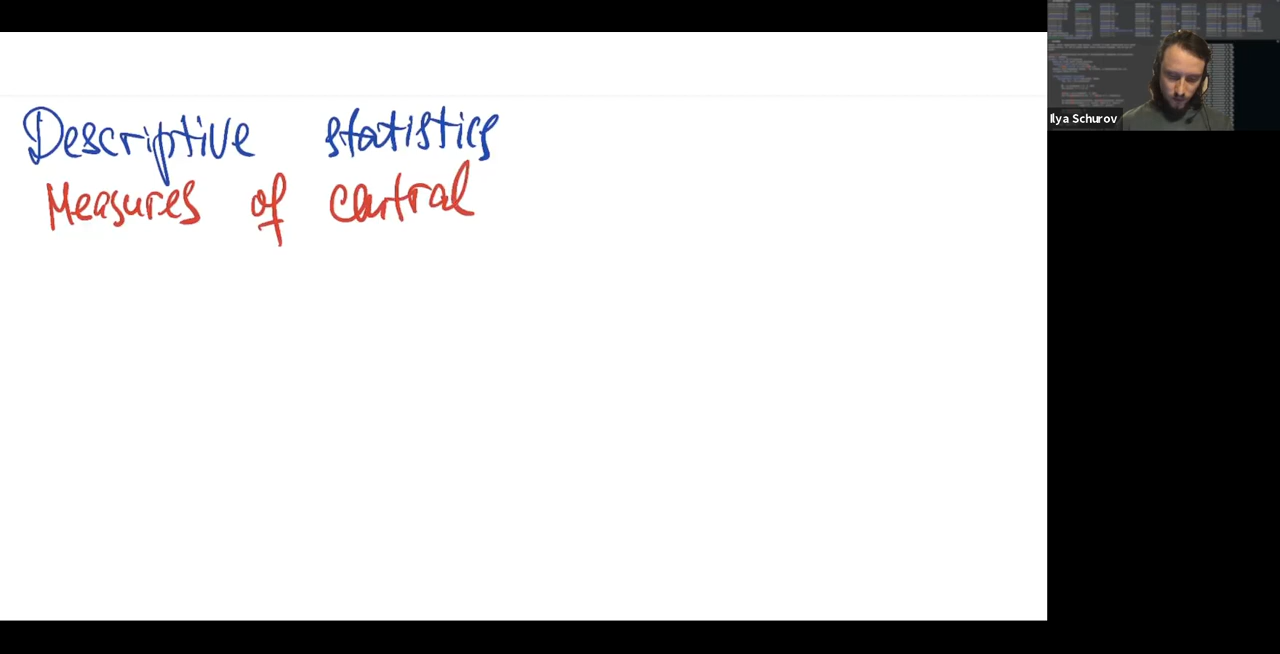 Descriptive statistics
Measures of central
Ilya Schurov